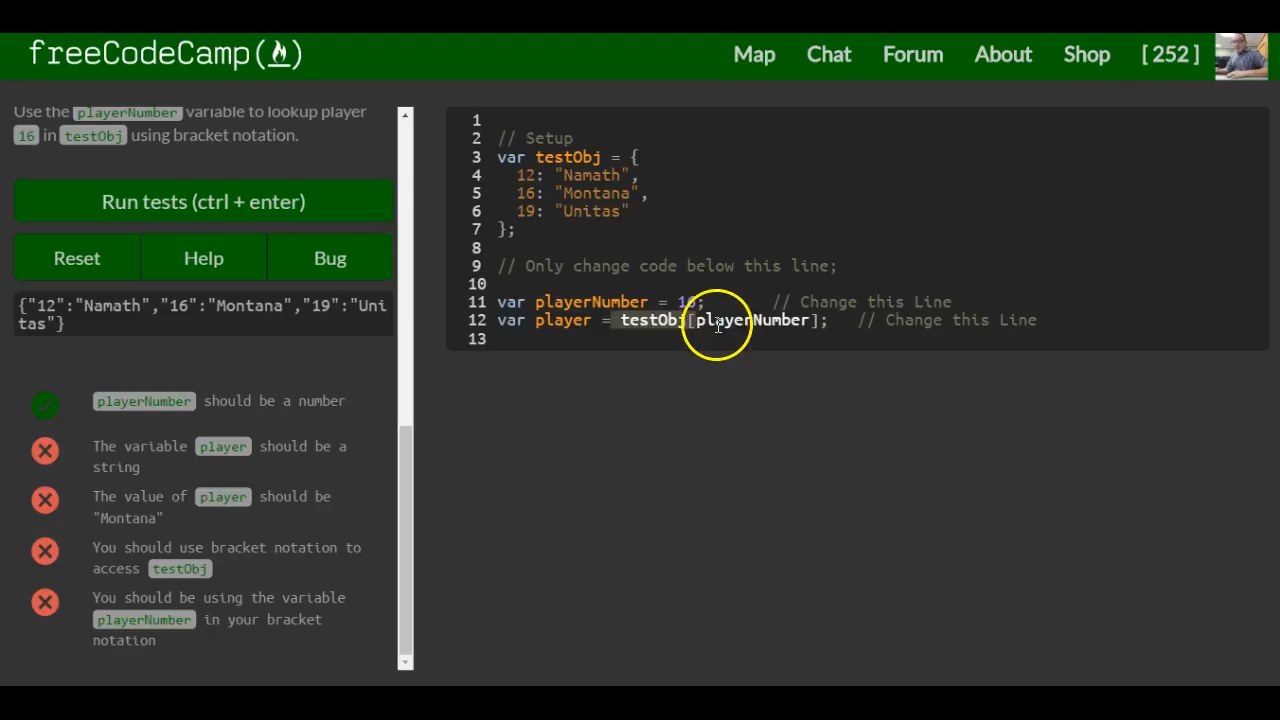 freeCodeCamp(🔥)
Map Chat Forum About Shop [ 252 ]
Use the playerNumber variable to lookup player
16 in testObj using bracket notation.
Run tests (ctrl + enter)
Reset Help Bug
{"12":"Namath","16":"Montana","19":"Uni
tas"}
playerNumber should be a number
The variable player should be a
string
The value of player should be
"Montana"
You should use bracket notation to
access testObj
You should be using the variable
playerNumber in your bracket
notation
1
2 // Setup
3 var testObj = {
4 12: "Namath",
5 16: "Montana",
6 19: "Unitas"
7 };
8
9 // Only change code below this line;
10
11 var playerNumber = 16; // Change this Line
12 var player = testObj[playerNumber]; // Change this Line
13